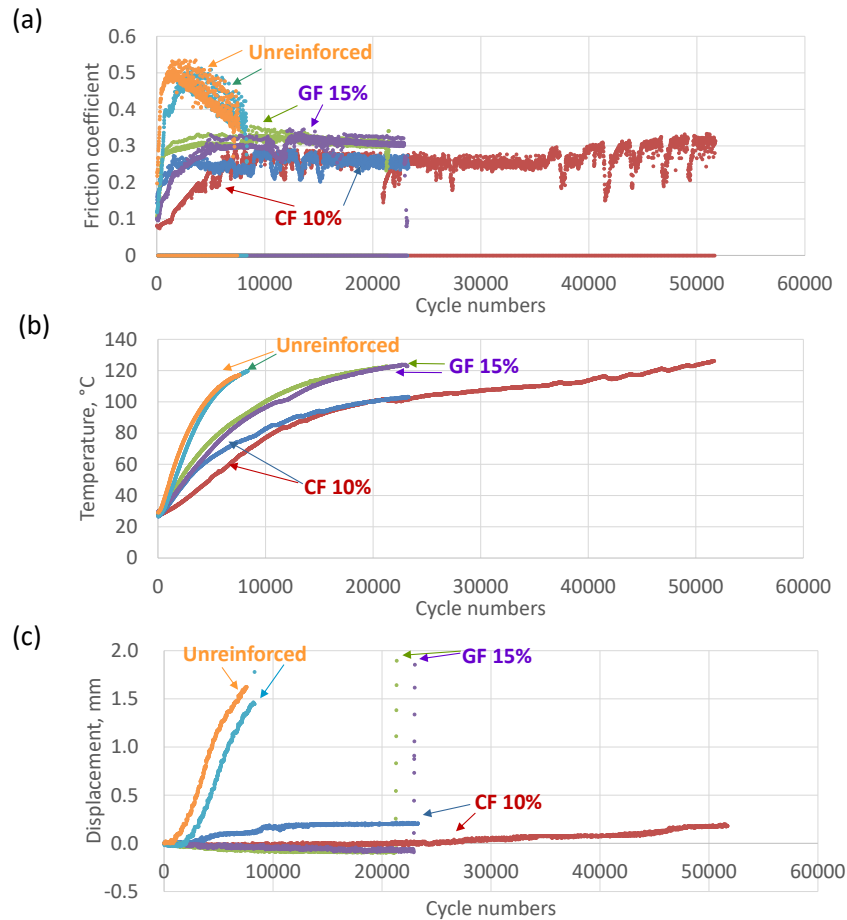 (a)
0.6
0.5
0.4
0.3
0.2
0.1
0
Friction coefficient
Unreinforced
GF 15%
CF 10%
0 10000 20000 30000 40000 50000 60000
Cycle numbers
(b)
140
120
100
80
60
40
20
0
Temperature, °C
Unreinforced
GF 15%
CF 10%
0 10000 20000 30000 40000 50000 60000
Cycle numbers
(c)
2.0
1.5
1.0
0.5
0.0
-0.5
Displacement, mm
Unreinforced
GF 15%
CF 10%
0 10000 20000 30000 40000 50000 60000
Cycle numbers